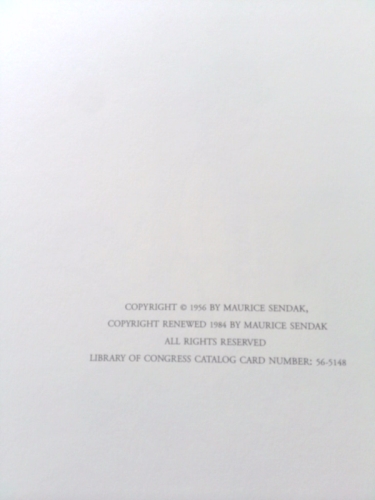 COPYRIGHT © 1956 BY MAURICE SENDAK,
COPYRIGHT RENEWED 1984 BY MAURICE SENDAK
ALL RIGHTS RESERVED
LIBRARY OF CONGRESS CATALOG CARD NUMBER: 56-5148